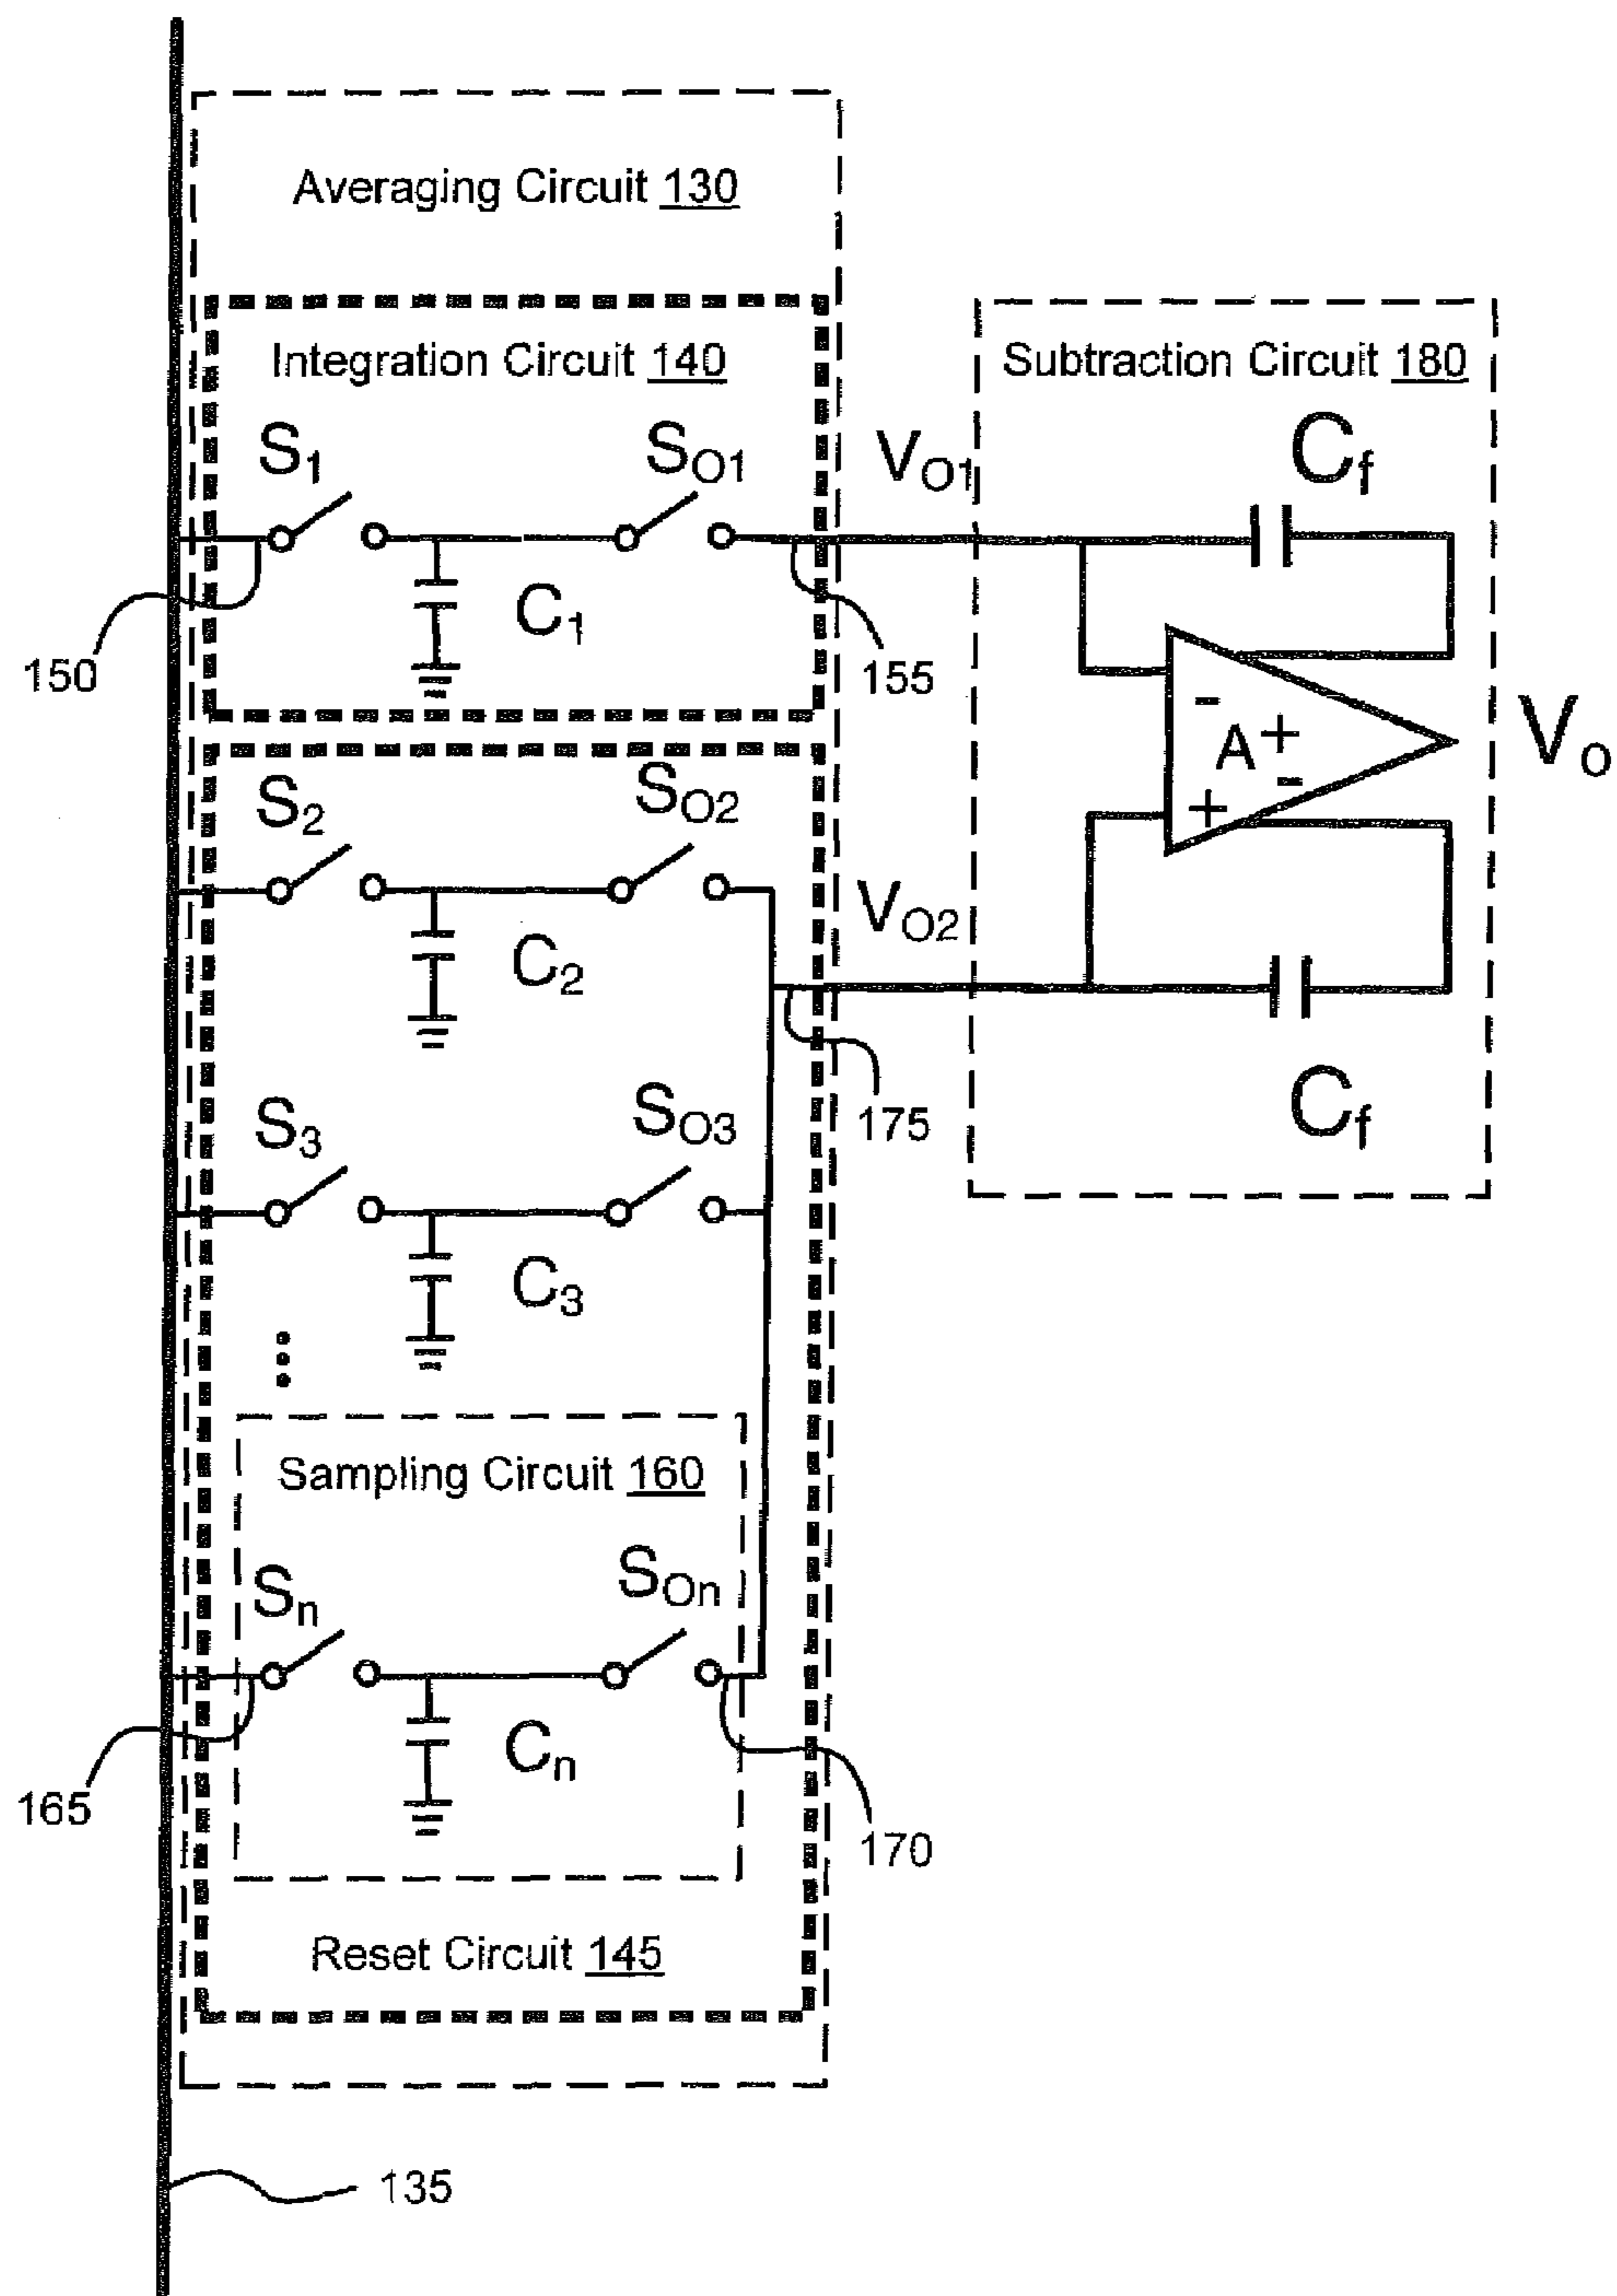 Averaging Circuit 130
Integration Circuit 140
Subtraction Circuit 180
S1
SO1
VO1
Cf
C1
150
155
-
A
+
-
+
VO
S2
SO2
VO2
C2
175
Cf
S3
SO3
C3
Sampling Circuit 160
Sn
SOn
Cn
165
170
Reset Circuit 145
135